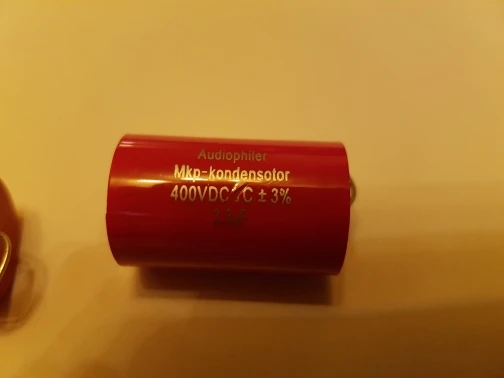 Audiophiler
Mkp-kondensotor
400VDC ± 3%